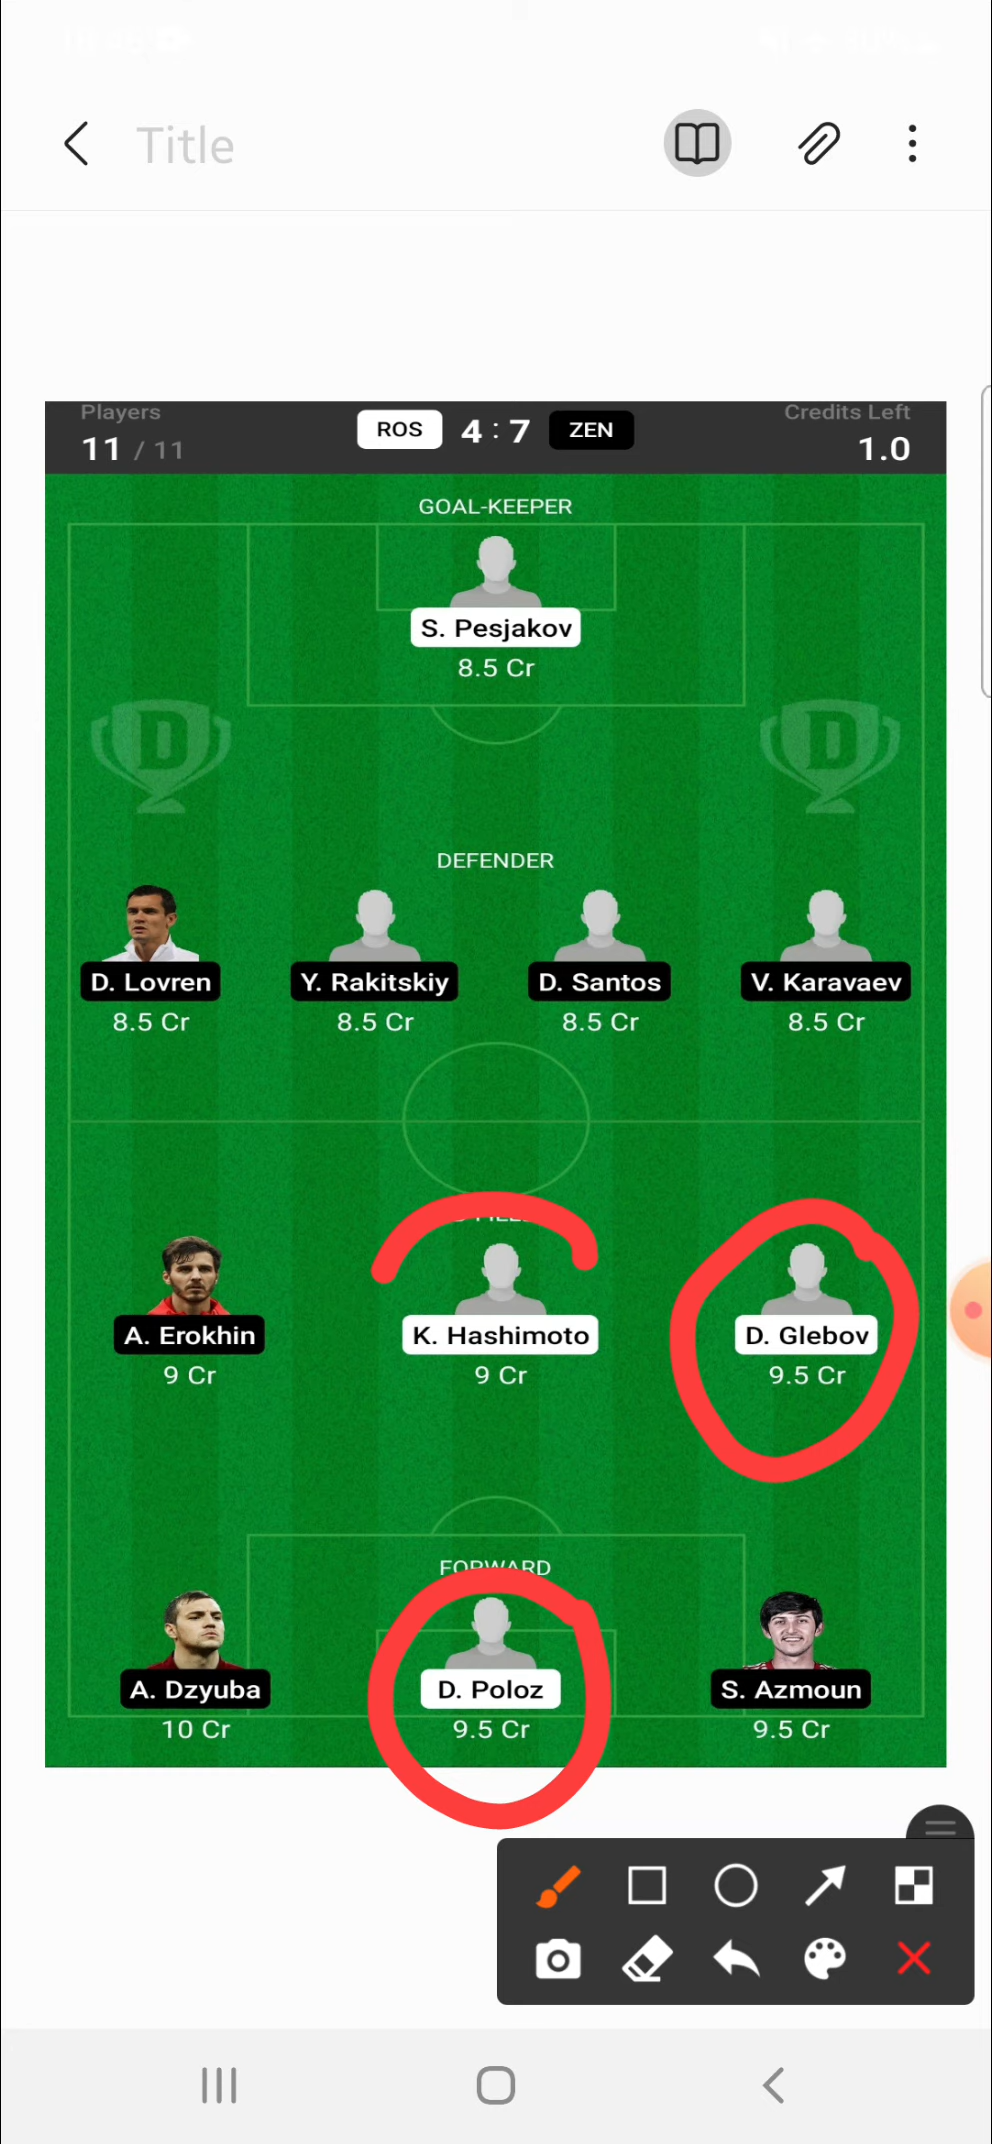 Title
Players
11 / 11
ROS 4 : 7 ZEN
Credits Left
1.0
GOAL-KEEPER
S. Pesjakov
8.5 Cr
D
D
DEFENDER
D. Lovren
8.5 Cr
Y. Rakitskiy
8.5 Cr
D. Santos
8.5 Cr
V. Karavaev
8.5 Cr
A. Erokhin
9 Cr
K. Hashimoto
9 Cr
D. Glebov
9.5 Cr
FORWARD
A. Dzyuba
10 Cr
D. Poloz
9.5 Cr
S. Azmoun
9.5 Cr